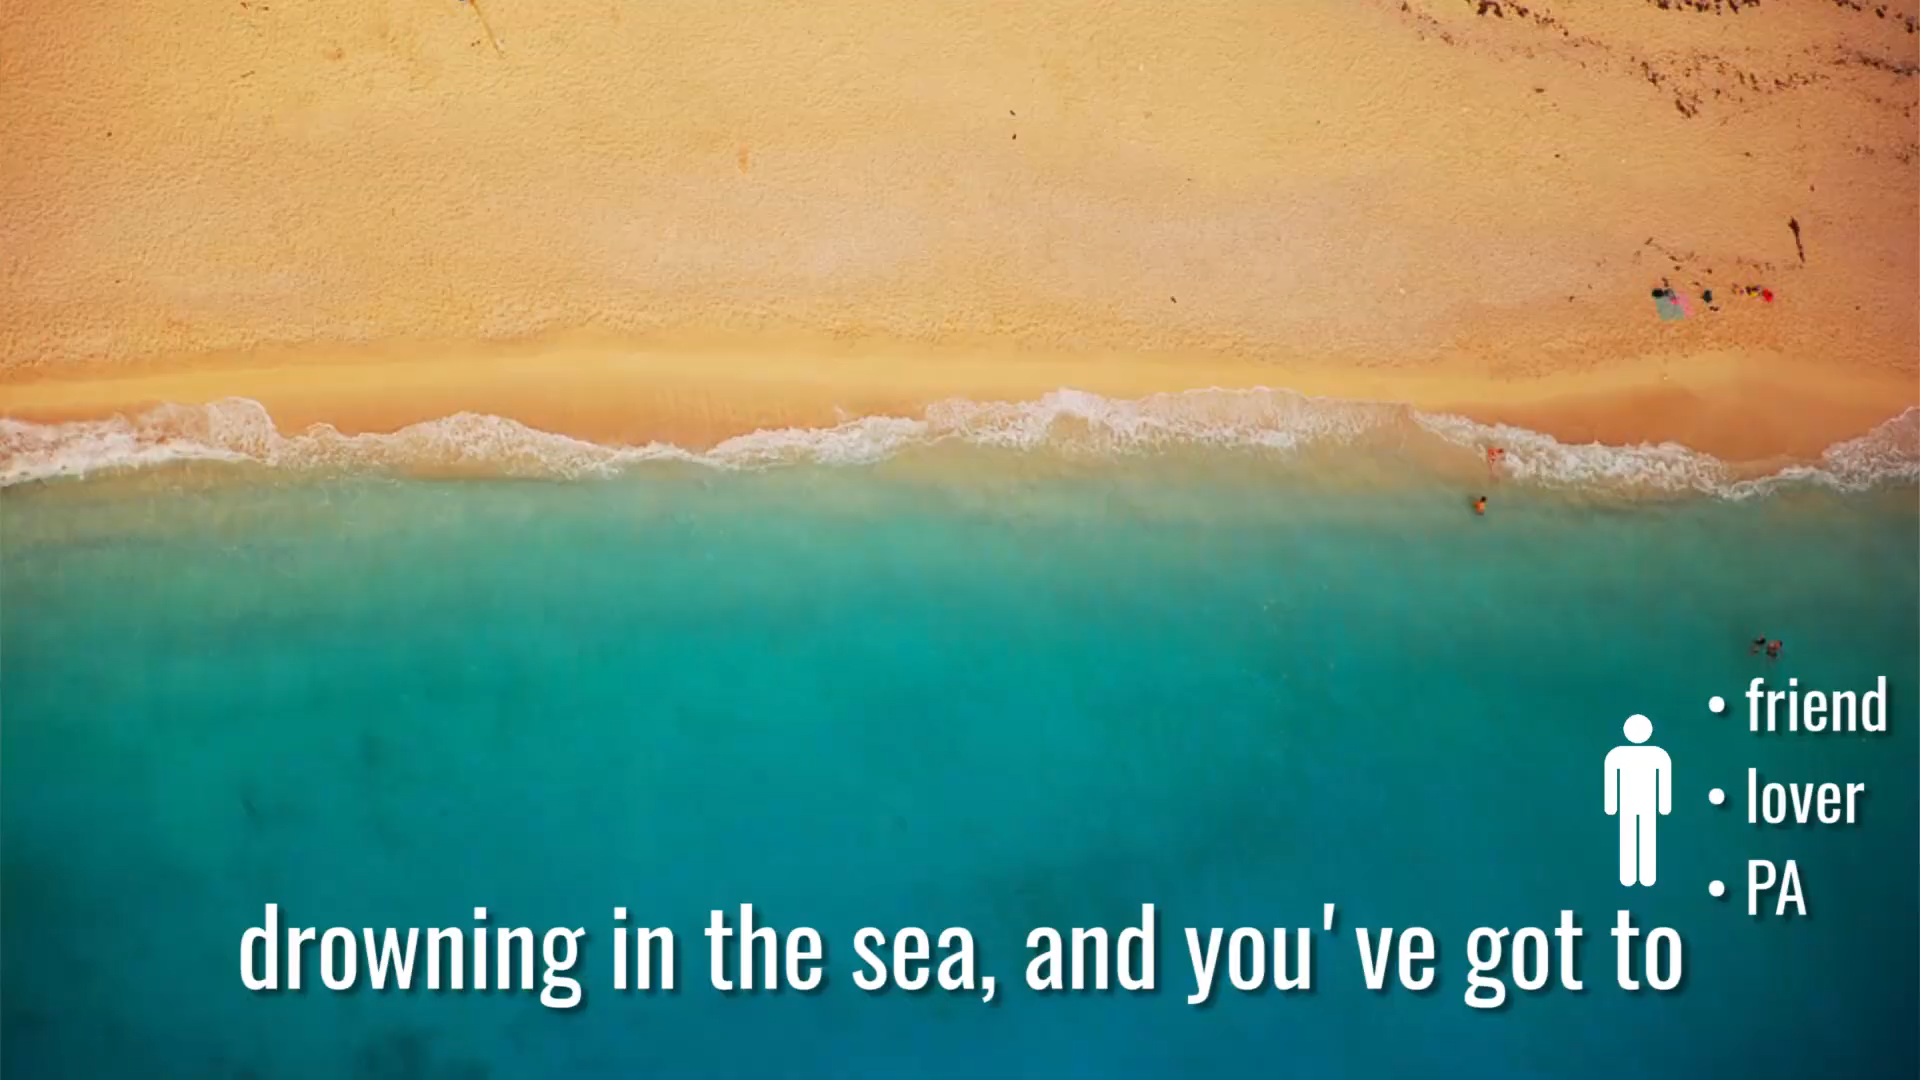 • friend
• lover
• PA
drowning in the sea, and you've got to